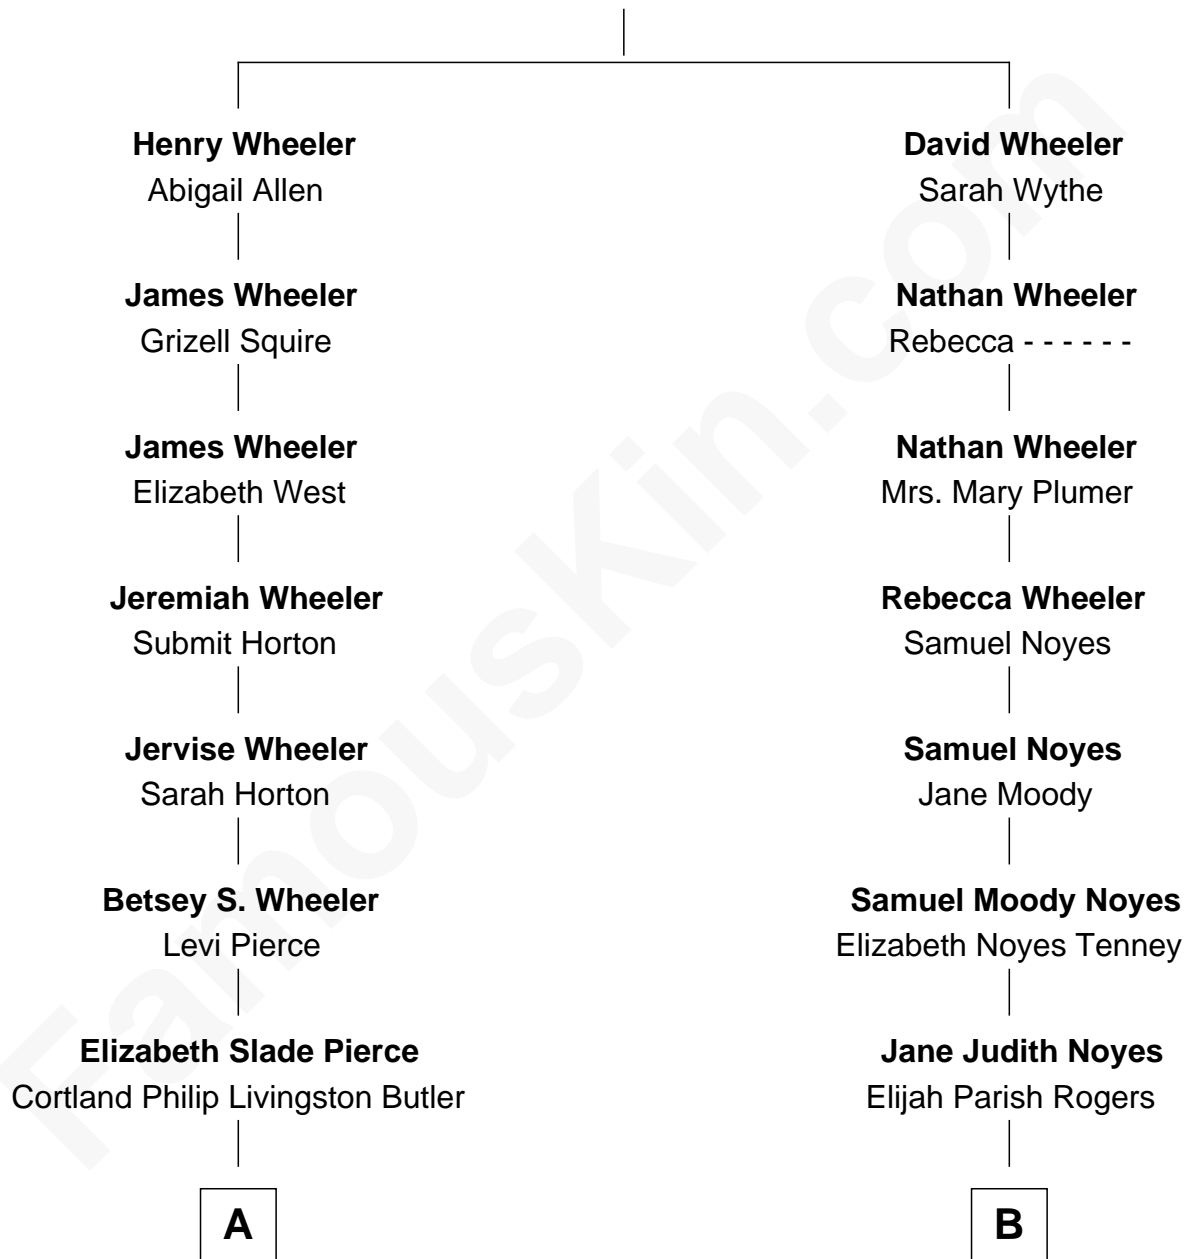 Henry Wheeler
Abigail Allen
David Wheeler
Sarah Wythe
James Wheeler
Grizell Squire
Nathan Wheeler
Rebecca - - - - - -
James Wheeler
Elizabeth West
Nathan Wheeler
Mrs. Mary Plumer
Jeremiah Wheeler
Submit Horton
Rebecca Wheeler
Samuel Noyes
Jervise Wheeler
Sarah Horton
Samuel Noyes
Jane Moody
Betsey S. Wheeler
Levi Pierce
Samuel Moody Noyes
Elizabeth Noyes Tenney
Elizabeth Slade Pierce
Cortland Philip Livingston Butler
Jane Judith Noyes
Elijah Parish Rogers
A
B
FamousKin.com